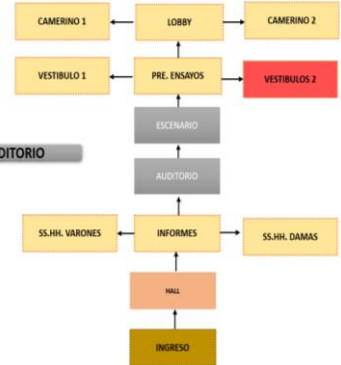 CAMERINO 1
LOBBY
CAMERINO 2
VESTIBULO 1
PRE. ENSAYOS
VESTIBULOS 2
ESCENARIO
DITORIO
AUDITORIO
SS.HH. VARONES
INFORMES
SS.HH. DAMAS
HALL
INGRESO